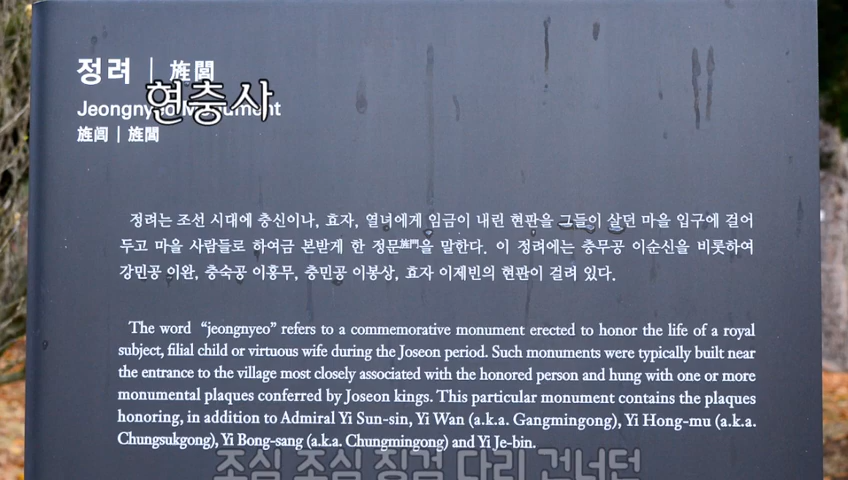 정려 | 旌閭
현충사
Jeongnyeo Monument
旌闾 | 旌閭
정려는 조선 시대에 충신이나, 효자, 열녀에게 임금이 내린 현판을 그들이 살던 마을 입구에 걸어
두고 마을 사람들로 하여금 본받게 한 정문旌門을 말한다. 이 정려에는 충무공 이순신을 비롯하여
강민공 이완, 충숙공 이홍무, 충민공 이봉상, 효자 이제빈의 현판이 걸려 있다.
The word “jeongnyeo” refers to a commemorative monument erected to honor the life of a royal
subject, filial child or virtuous wife during the Joseon period. Such monuments were typically built near
the entrance to the village most closely associated with the honored person and hung with one or more
monumental plaques conferred by Joseon kings. This particular monument contains the plaques
honoring, in addition to Admiral Yi Sun-sin, Yi Wan (a.k.a. Gangmingong), Yi Hong-mu (a.k.a.
Chungsukgong), Yi Bong-sang (a.k.a. Chungmingong) and Yi Je-bin.
조심 조심 징검 다리 건너던